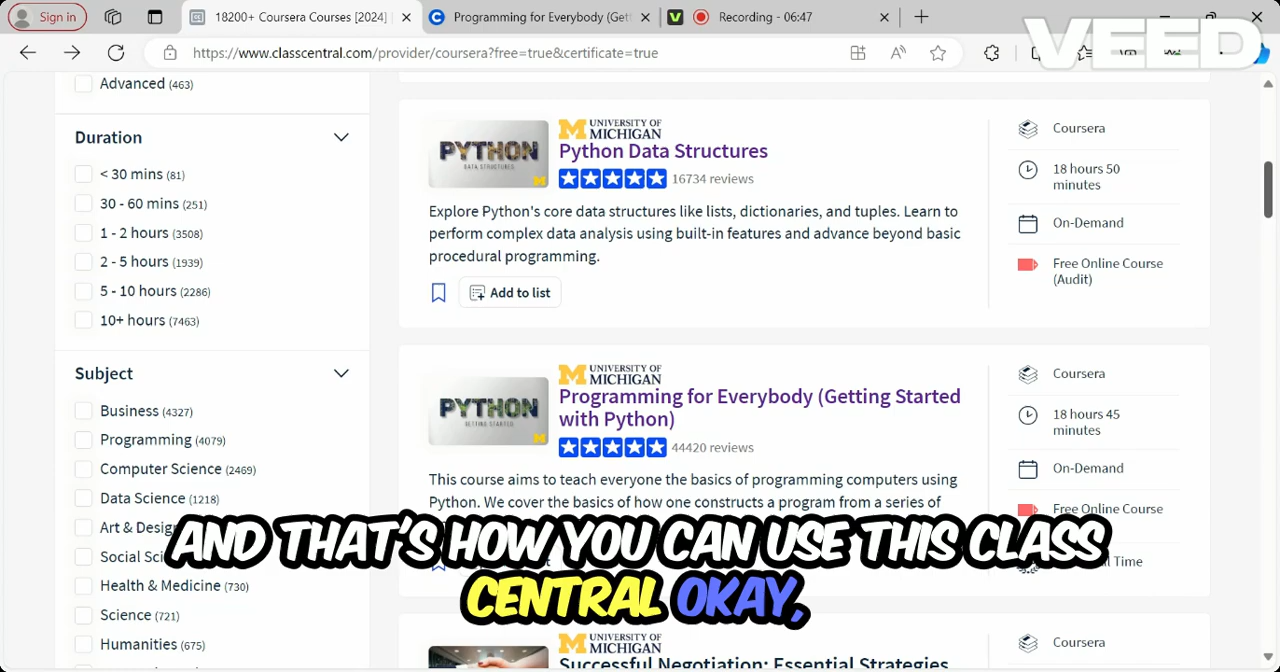 Sign in
18200+ Coursera Courses [2024]
Programming for Everybody (Gett
Recording - 06:47
https://www.classcentral.com/provider/coursera?free=true&certificate=true
VEED
Advanced (463)
Duration
< 30 mins (81)
30 - 60 mins (251)
1 - 2 hours (3508)
2 - 5 hours (1939)
5 - 10 hours (2286)
10+ hours (7463)
Subject
Business (4327)
Programming (4079)
Computer Science (2469)
Data Science (1218)
Art & Desig
Social Sci
Health & Medicine (730)
Science (721)
Humanities (675)
PYTHON
DATA STRUCTURES
UNIVERSITY OF
MICHIGAN
Python Data Structures
16734 reviews
Explore Python's core data structures like lists, dictionaries, and tuples. Learn to
perform complex data analysis using built-in features and advance beyond basic
procedural programming.
Add to list
Coursera
18 hours 50
minutes
On-Demand
Free Online Course
(Audit)
PYTHON
GETTING STARTED
UNIVERSITY OF
MICHIGAN
Programming for Everybody (Getting Started
with Python)
44420 reviews
This course aims to teach everyone the basics of programming computers using
Python. We cover the basics of how one constructs a program from a series of
Coursera
18 hours 45
minutes
On-Demand
Free Online Course
Time
AND THAT'S HOW YOU CAN USE THIS CLASS
CENTRAL OKAY,
UNIVERSITY OF
MICHIGAN
Successful Negotiation: Essential Strategies
Coursera